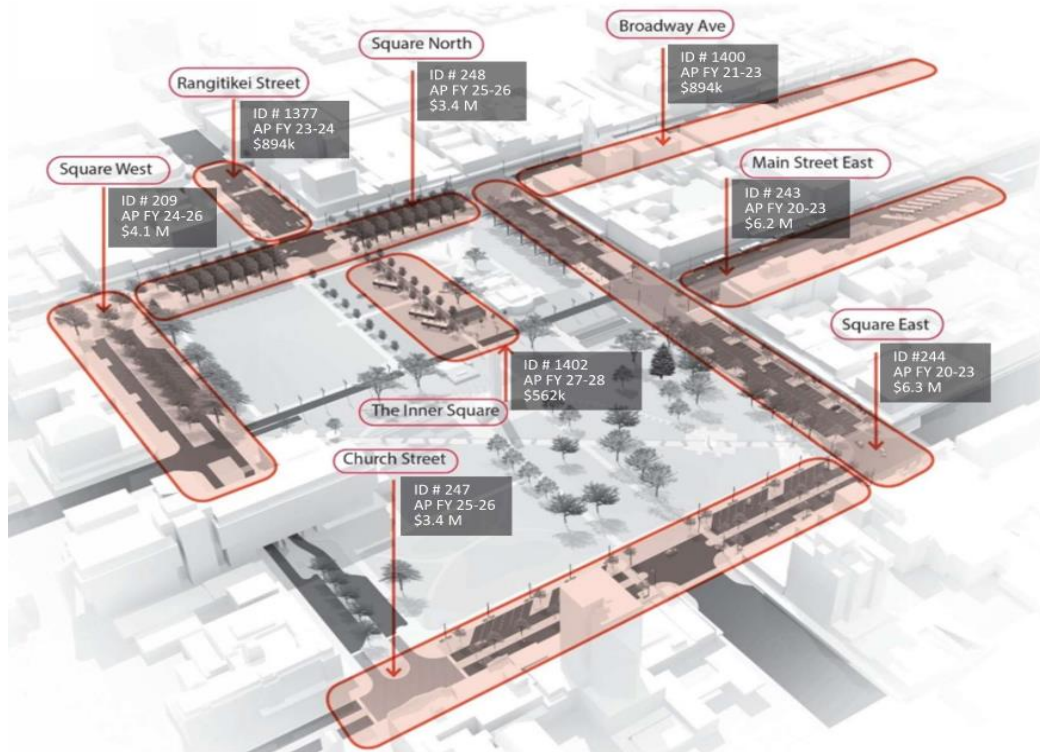 Broadway Ave
ID # 1400
AP FY 21-23
$894k
Square North
ID # 248
AP FY 25-26
$3.4 M
Rangitikei Street
ID # 1377
AP FY 23-24
$894k
Main Street East
ID # 243
AP FY 20-23
$6.2 M
Square West
ID # 209
AP FY 24-26
$4.1 M
Square East
ID #244
AP FY 20-23
$6.3 M
ID # 1402
AP FY 27-28
$562k
The Inner Square
Church Street
ID # 247
AP FY 25-26
$3.4 M